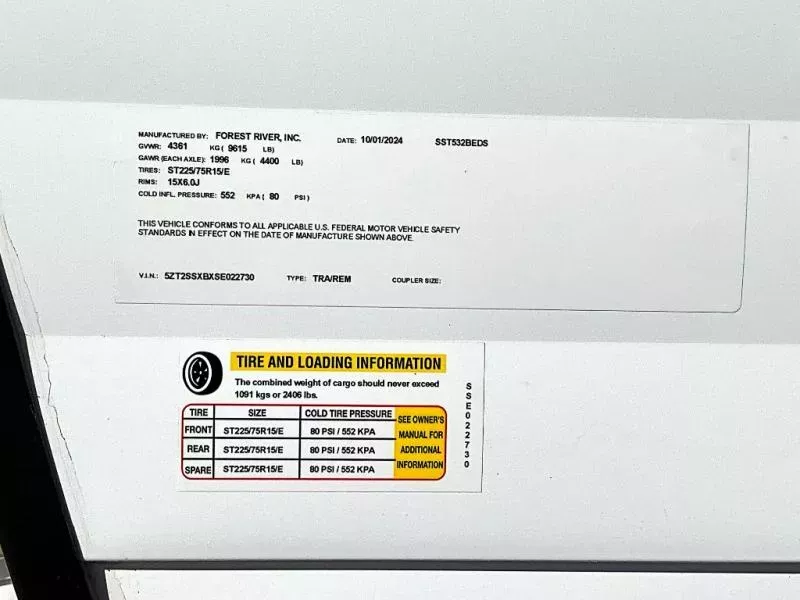 MANUFACTURED BY: FOREST RIVER, INC. DATE: 10/01/2024 SST532BEDS
GVWR: 4361 KG ( 9615 LB)
GAWR (EACH AXLE): 1996 KG ( 4400 LB)
TIRES: ST225/75R15/E
RIMS: 15X6.0J
COLD INFL. PRESSURE: 552 KPA ( 80 PSI )
THIS VEHICLE CONFORMS TO ALL APPLICABLE U.S. FEDERAL MOTOR VEHICLE SAFETY
STANDARDS IN EFFECT ON THE DATE OF MANUFACTURE SHOWN ABOVE.
V.I.N.: 5ZT2SSXBXSE022730 TYPE: TRA/REM COUPLER SIZE:
TIRE AND LOADING INFORMATION
The combined weight of cargo should never exceed
1091 kgs or 2406 lbs.
TIRE SIZE COLD TIRE PRESSURE
FRONT ST225/75R15/E 80 PSI / 552 KPA
REAR ST225/75R15/E 80 PSI / 552 KPA
SPARE ST225/75R15/E 80 PSI / 552 KPA
SEE OWNER'S
MANUAL FOR
ADDITIONAL
INFORMATION
SSE022730